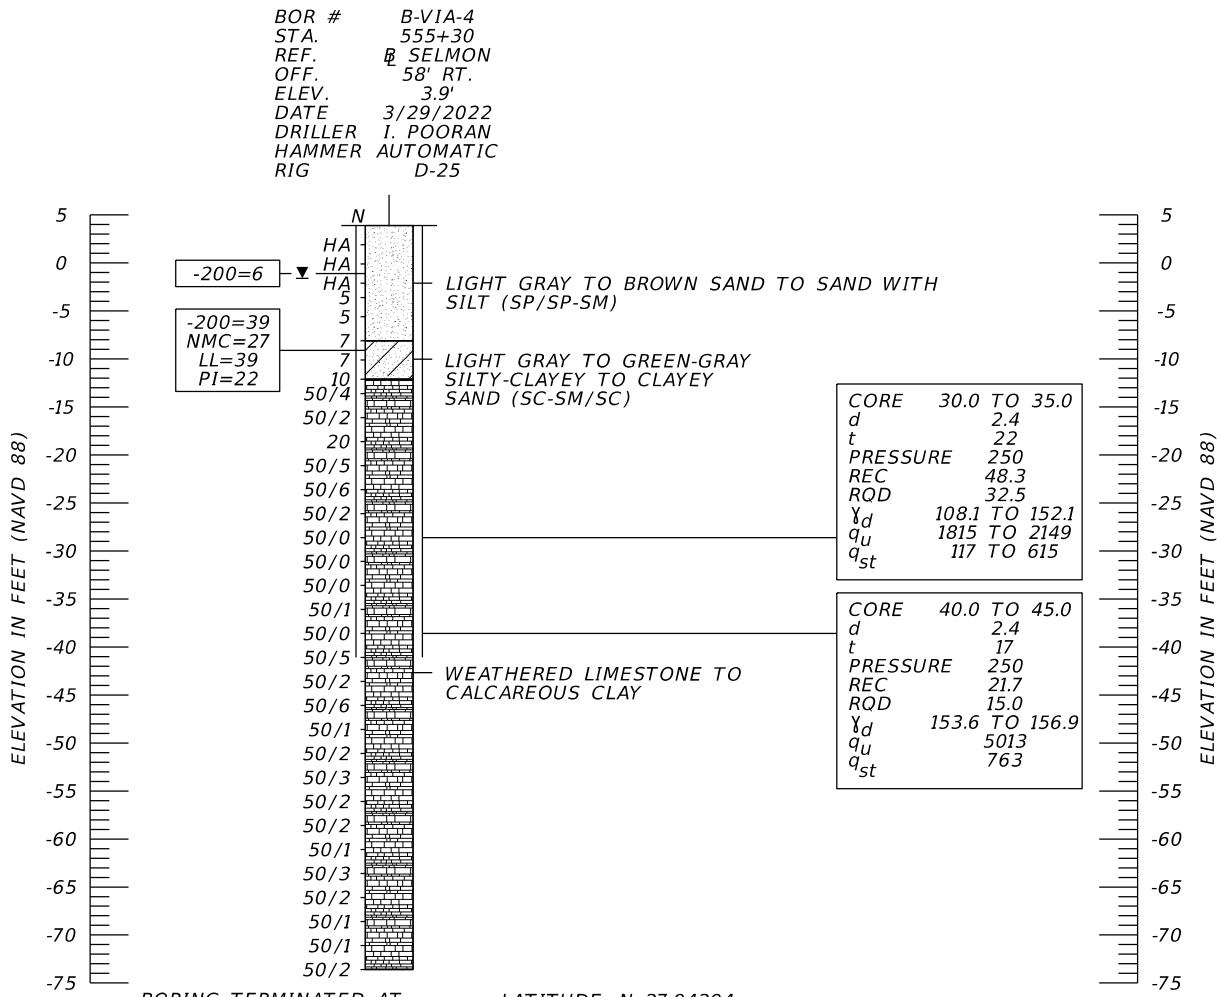 BOR # B-VIA-4
STA. 555+30
REF. BL SELMON
OFF. 58' RT.
ELEV. 3.9'
DATE 3/29/2022
DRILLER I. POORAN
HAMMER AUTOMATIC
RIG D-25
ELEVATION IN FEET (NAVD 88)
5
0
-5
-10
-15
-20
-25
-30
-35
-40
-45
-50
-55
-60
-65
-70
-75
-200=6
-200=39
NMC=27
LL=39
PI=22
N
HA
HA
HA
5
5
7
7
10
50/4
50/2
20
50/5
50/6
50/2
50/0
50/0
50/0
50/1
50/0
50/5
50/2
50/6
50/1
50/2
50/3
50/2
50/2
50/1
50/3
50/2
50/1
50/1
50/2
LIGHT GRAY TO BROWN SAND TO SAND WITH
SILT (SP/SP-SM)
LIGHT GRAY TO GREEN-GRAY
SILTY-CLAYEY TO CLAYEY
SAND (SC-SM/SC)
WEATHERED LIMESTONE TO
CALCAREOUS CLAY
CORE 30.0 TO 35.0
d 2.4
t 22
PRESSURE 250
REC 48.3
RQD 32.5
γd 108.1 TO 152.1
qu 1815 TO 2149
qst 117 TO 615
CORE 40.0 TO 45.0
d 2.4
t 17
PRESSURE 250
REC 21.7
RQD 15.0
γd 153.6 TO 156.9
qu 5013
qst 763
5
0
-5
-10
-15
-20
-25
-30
-35
-40
-45
-50
-55
-60
-65
-70
-75
ELEVATION IN FEET (NAVD 88)
BORING TERMINATED AT
LATITUDE: N 27.94394